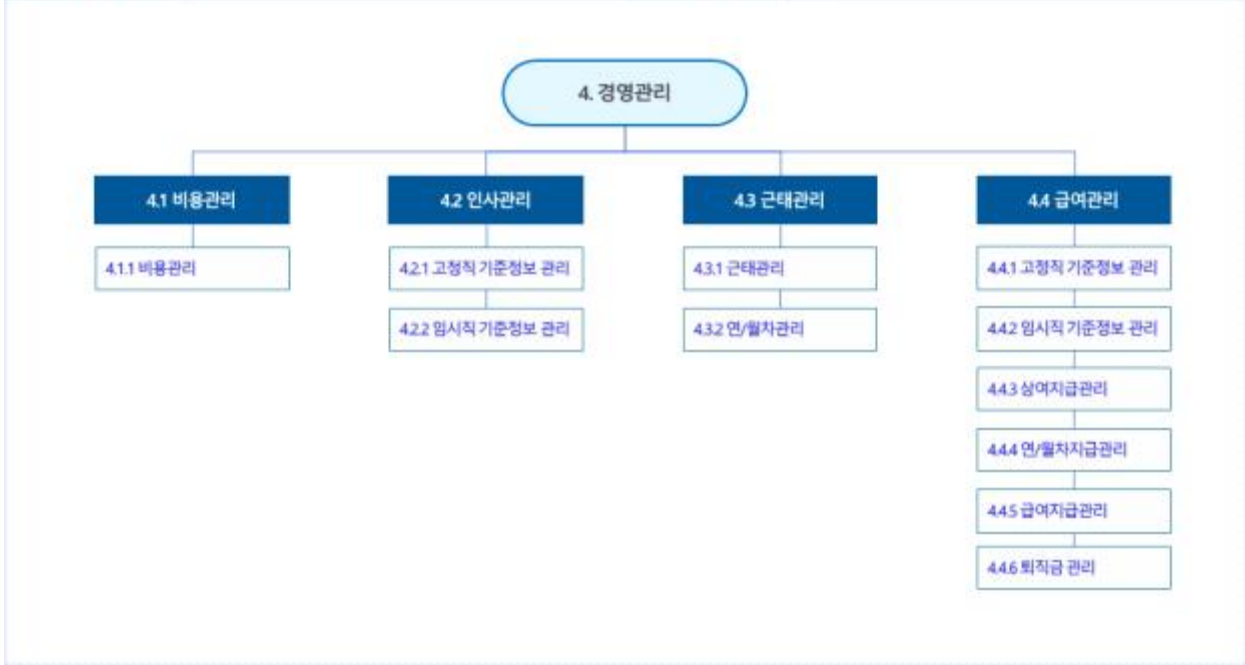 4. 경영관리
4.1 비용관리
4.1.1 비용관리
4.2 인사관리
4.2.1 고정직 기준정보 관리
4.2.2 임시직 기준정보 관리
4.3 근태관리
4.3.1 근태관리
4.3.2 연/월차관리
4.4 급여관리
4.4.1 고정직 기준정보 관리
4.4.2 임시직 기준정보 관리
4.4.3 상여지급관리
4.4.4 연/월차지급관리
4.4.5 급여지급관리
4.4.6 퇴직금 관리